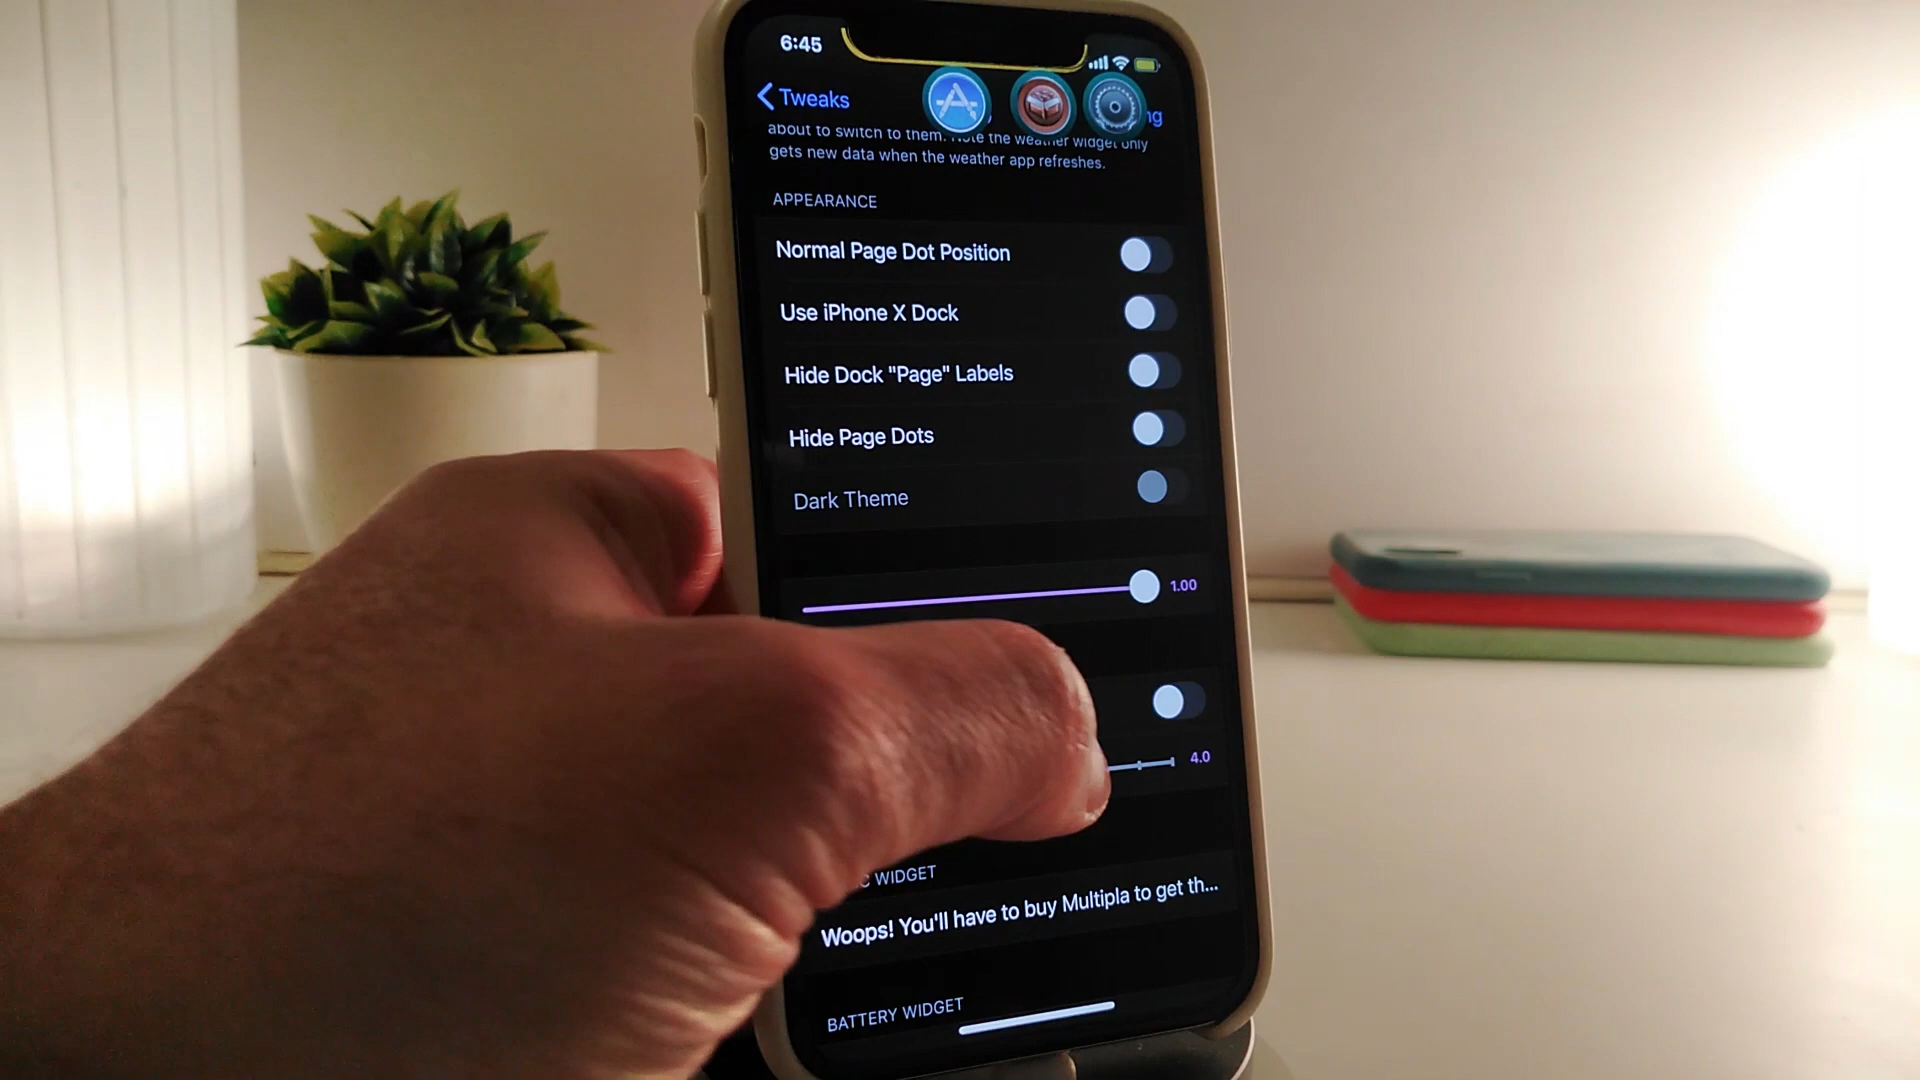 6:45
Tweaks
ng
about to switch to them. Note the weather widget only
gets new data when the weather app refreshes.
APPEARANCE
Normal Page Dot Position
Use iPhone X Dock
Hide Dock "Page" Labels
Hide Page Dots
Dark Theme
1.00
4.0
C WIDGET
Woops! You'll have to buy Multipla to get th...
BATTERY WIDGET